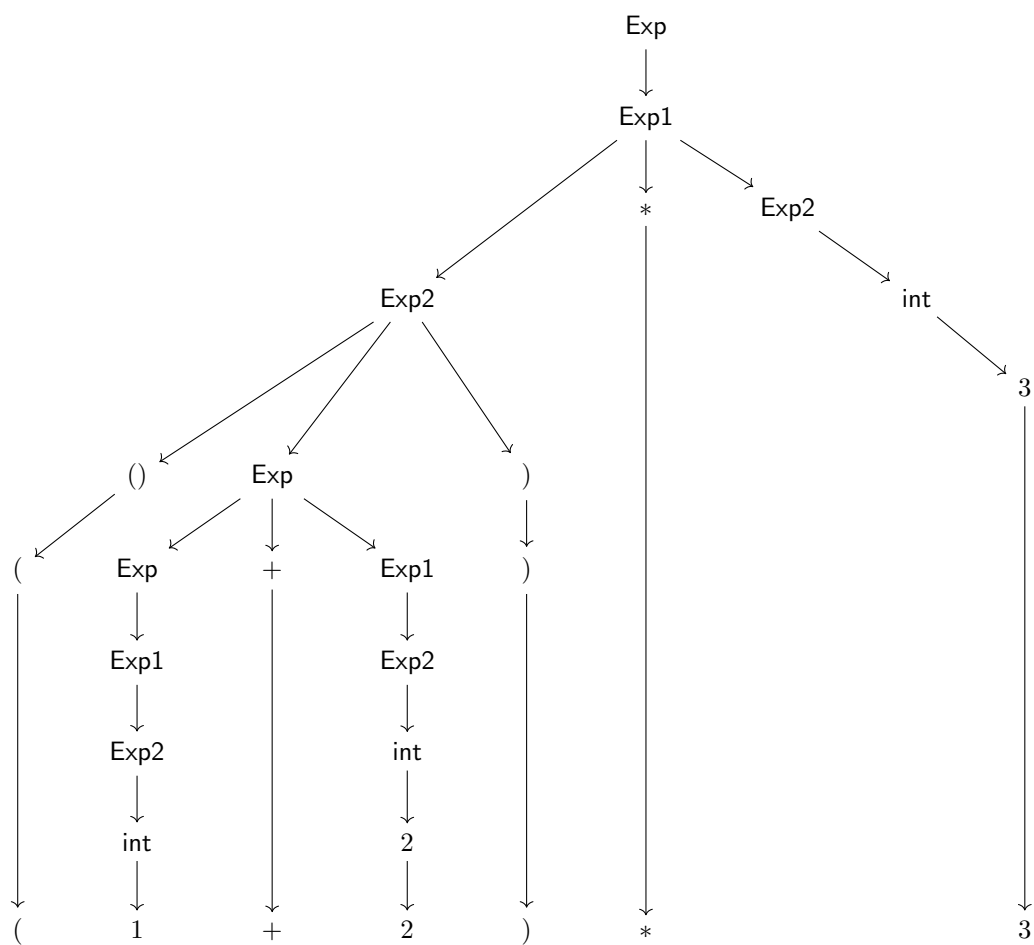 Exp
Exp1
* Exp2
Exp2 int
3
() Exp )
( Exp + Exp1 )
Exp1 Exp2
Exp2 int
int 2
( 1 + 2 ) * 3